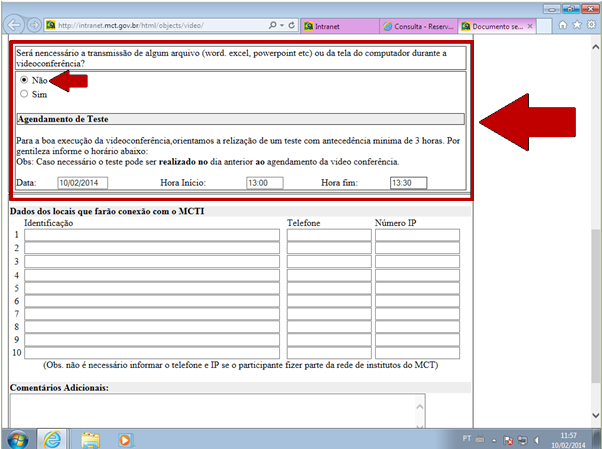 http://intranet.mct.gov.br/html/objects/video/
Intranet
Consulta - Reserv...
Documento se...
Será nencessário a transmissão de algum arquivo (word. excel, powerpoint etc) ou da tela do computador durante a
videoconferência?
Não
Sim
Agendamento de Teste
Para a boa execução da videoconferência,orientamos a relização de um teste com antecedência minima de 3 horas. Por
gentileza informe o horário abaixo:
Obs: Caso necessário o teste pode ser realizado no dia anterior ao agendamento da video conferência.
Data: 10/02/2014 Hora Início: 13:00 Hora fim: 13:30
Dados dos locais que farão conexão com o MCTI
Identificação Telefone Número IP
1
2
3
4
5
6
7
8
9
10
(Obs. não é necessário informar o telefone e IP se o participante fizer parte da rede de institutos do MCT)
Comentários Adicionais:
PT
11:57
10/02/2014